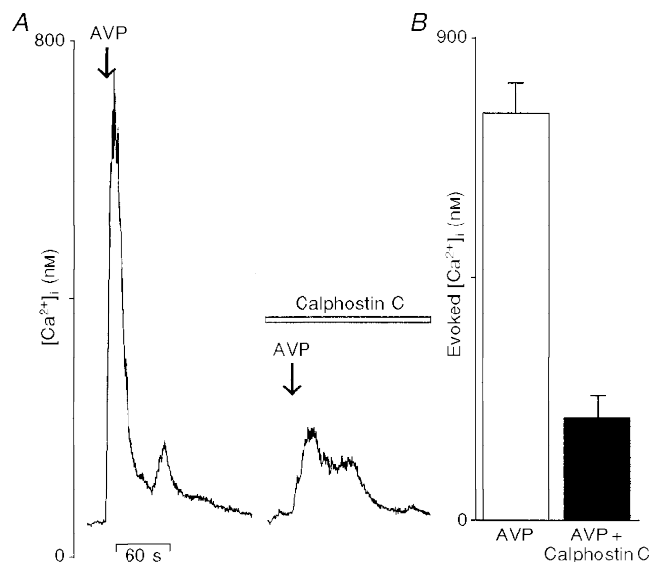 A
800
AVP
[Ca²⁺]ᵢ (nM)
Calphostin C
AVP
0
60 s
B
900
Evoked [Ca²⁺]ᵢ (nM)
0
AVP
AVP +
Calphostin C